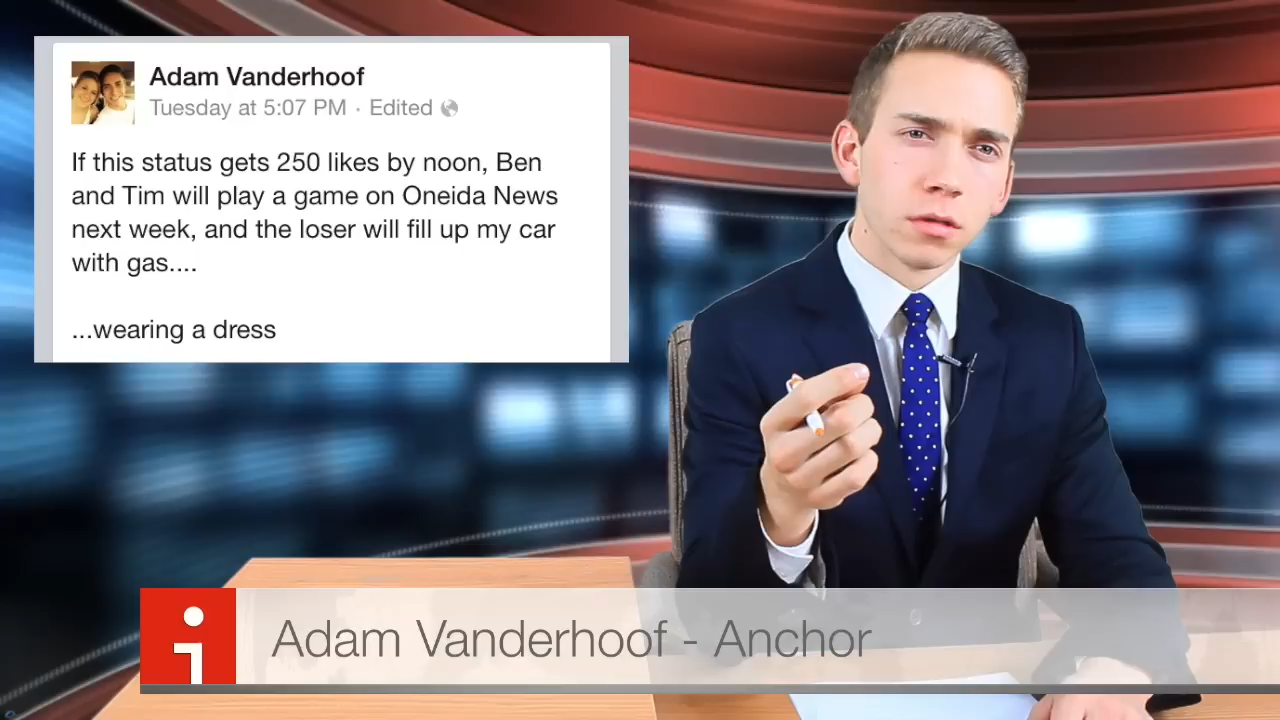 Adam Vanderhoof
Tuesday at 5:07 PM · Edited
If this status gets 250 likes by noon, Ben
and Tim will play a game on Oneida News
next week, and the loser will fill up my car
with gas....
...wearing a dress
Adam Vanderhoof - Anchor